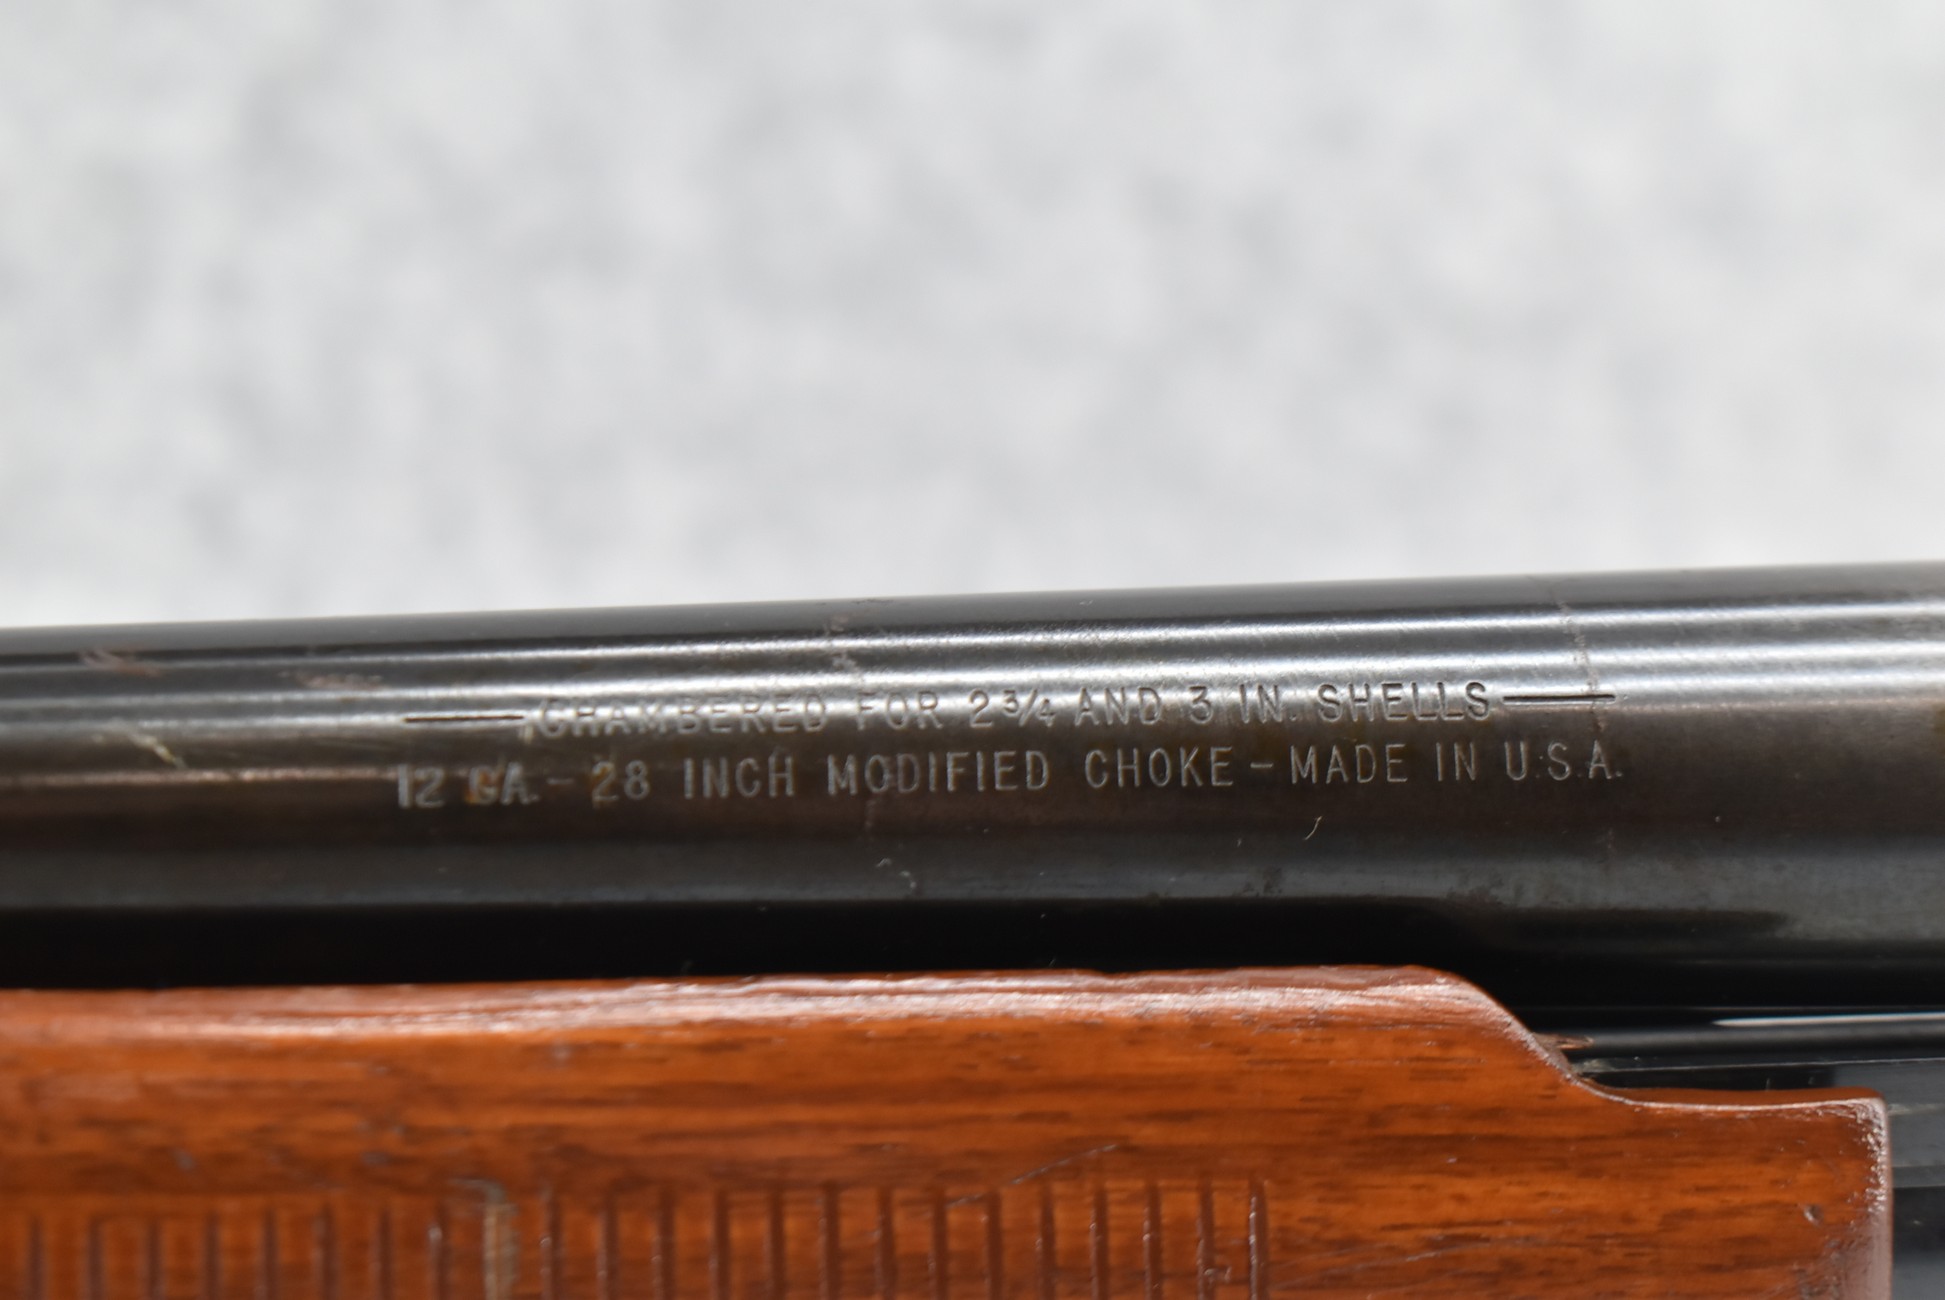 CHAMBERED FOR 2¾ AND 3 IN. SHELLS
12 GA. - 28 INCH MODIFIED CHOKE - MADE IN U.S.A.